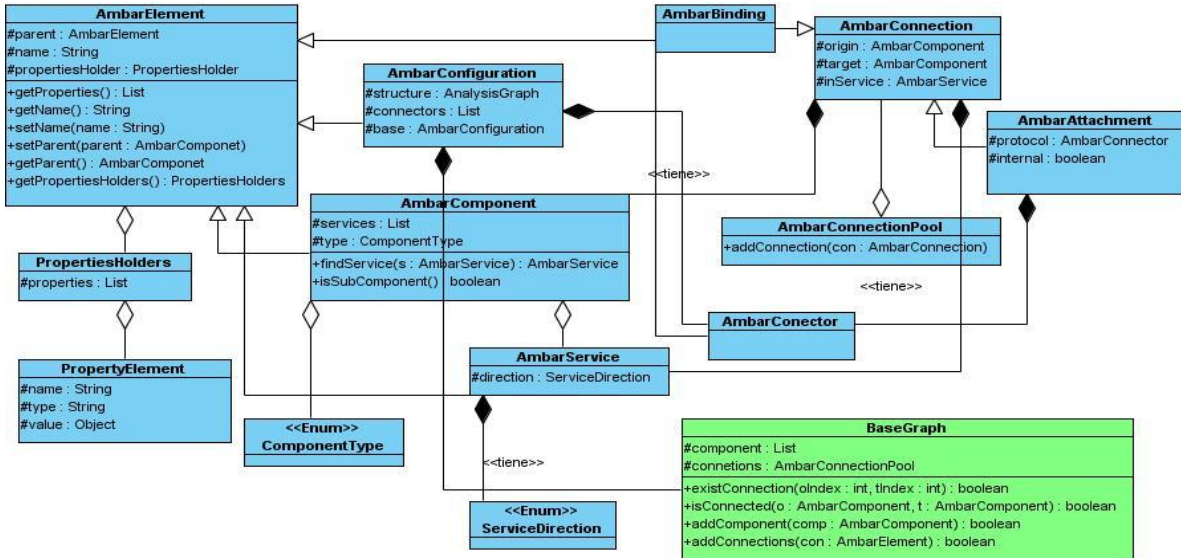 AmbarElement
#parent : AmbarElement
#name : String
#propertiesHolder : PropertiesHolder
+getProperties() : List
+getName() : String
+setName(name : String)
+setParent(parent : AmbarComponet)
+getParent() : AmbarComponet
+getPropertiesHolders() : PropertiesHolders
AmbarBinding
AmbarConnection
#origin : AmbarComponent
#target : AmbarComponent
#inService : AmbarService
AmbarConfiguration
#structure : AnalysisGraph
#connectors : List
#base : AmbarConfiguration
AmbarAttachment
#protocol : AmbarConnector
#internal : boolean
<<tiene>>
AmbarComponent
#services : List
#type : ComponentType
+findService(s : AmbarService) : AmbarService
+isSubComponent() : boolean
AmbarConnectionPool
+addConnection(con : AmbarConnection)
PropertiesHolders
#properties : List
<<tiene>>
AmbarConector
PropertyElement
#name : String
#type : String
#value : Object
AmbarService
#direction : ServiceDirection
<<Enum>>
ComponentType
<<tiene>>
<<Enum>>
ServiceDirection
BaseGraph
#component : List
#connetions : AmbarConnectionPool
+existConnection(oIndex : int, tIndex : int) : boolean
+isConnected(o : AmbarComponent, t : AmbarComponent) : boolean
+addComponent(comp : AmbarComponent) : boolean
+addConnections(con : AmbarElement) : boolean